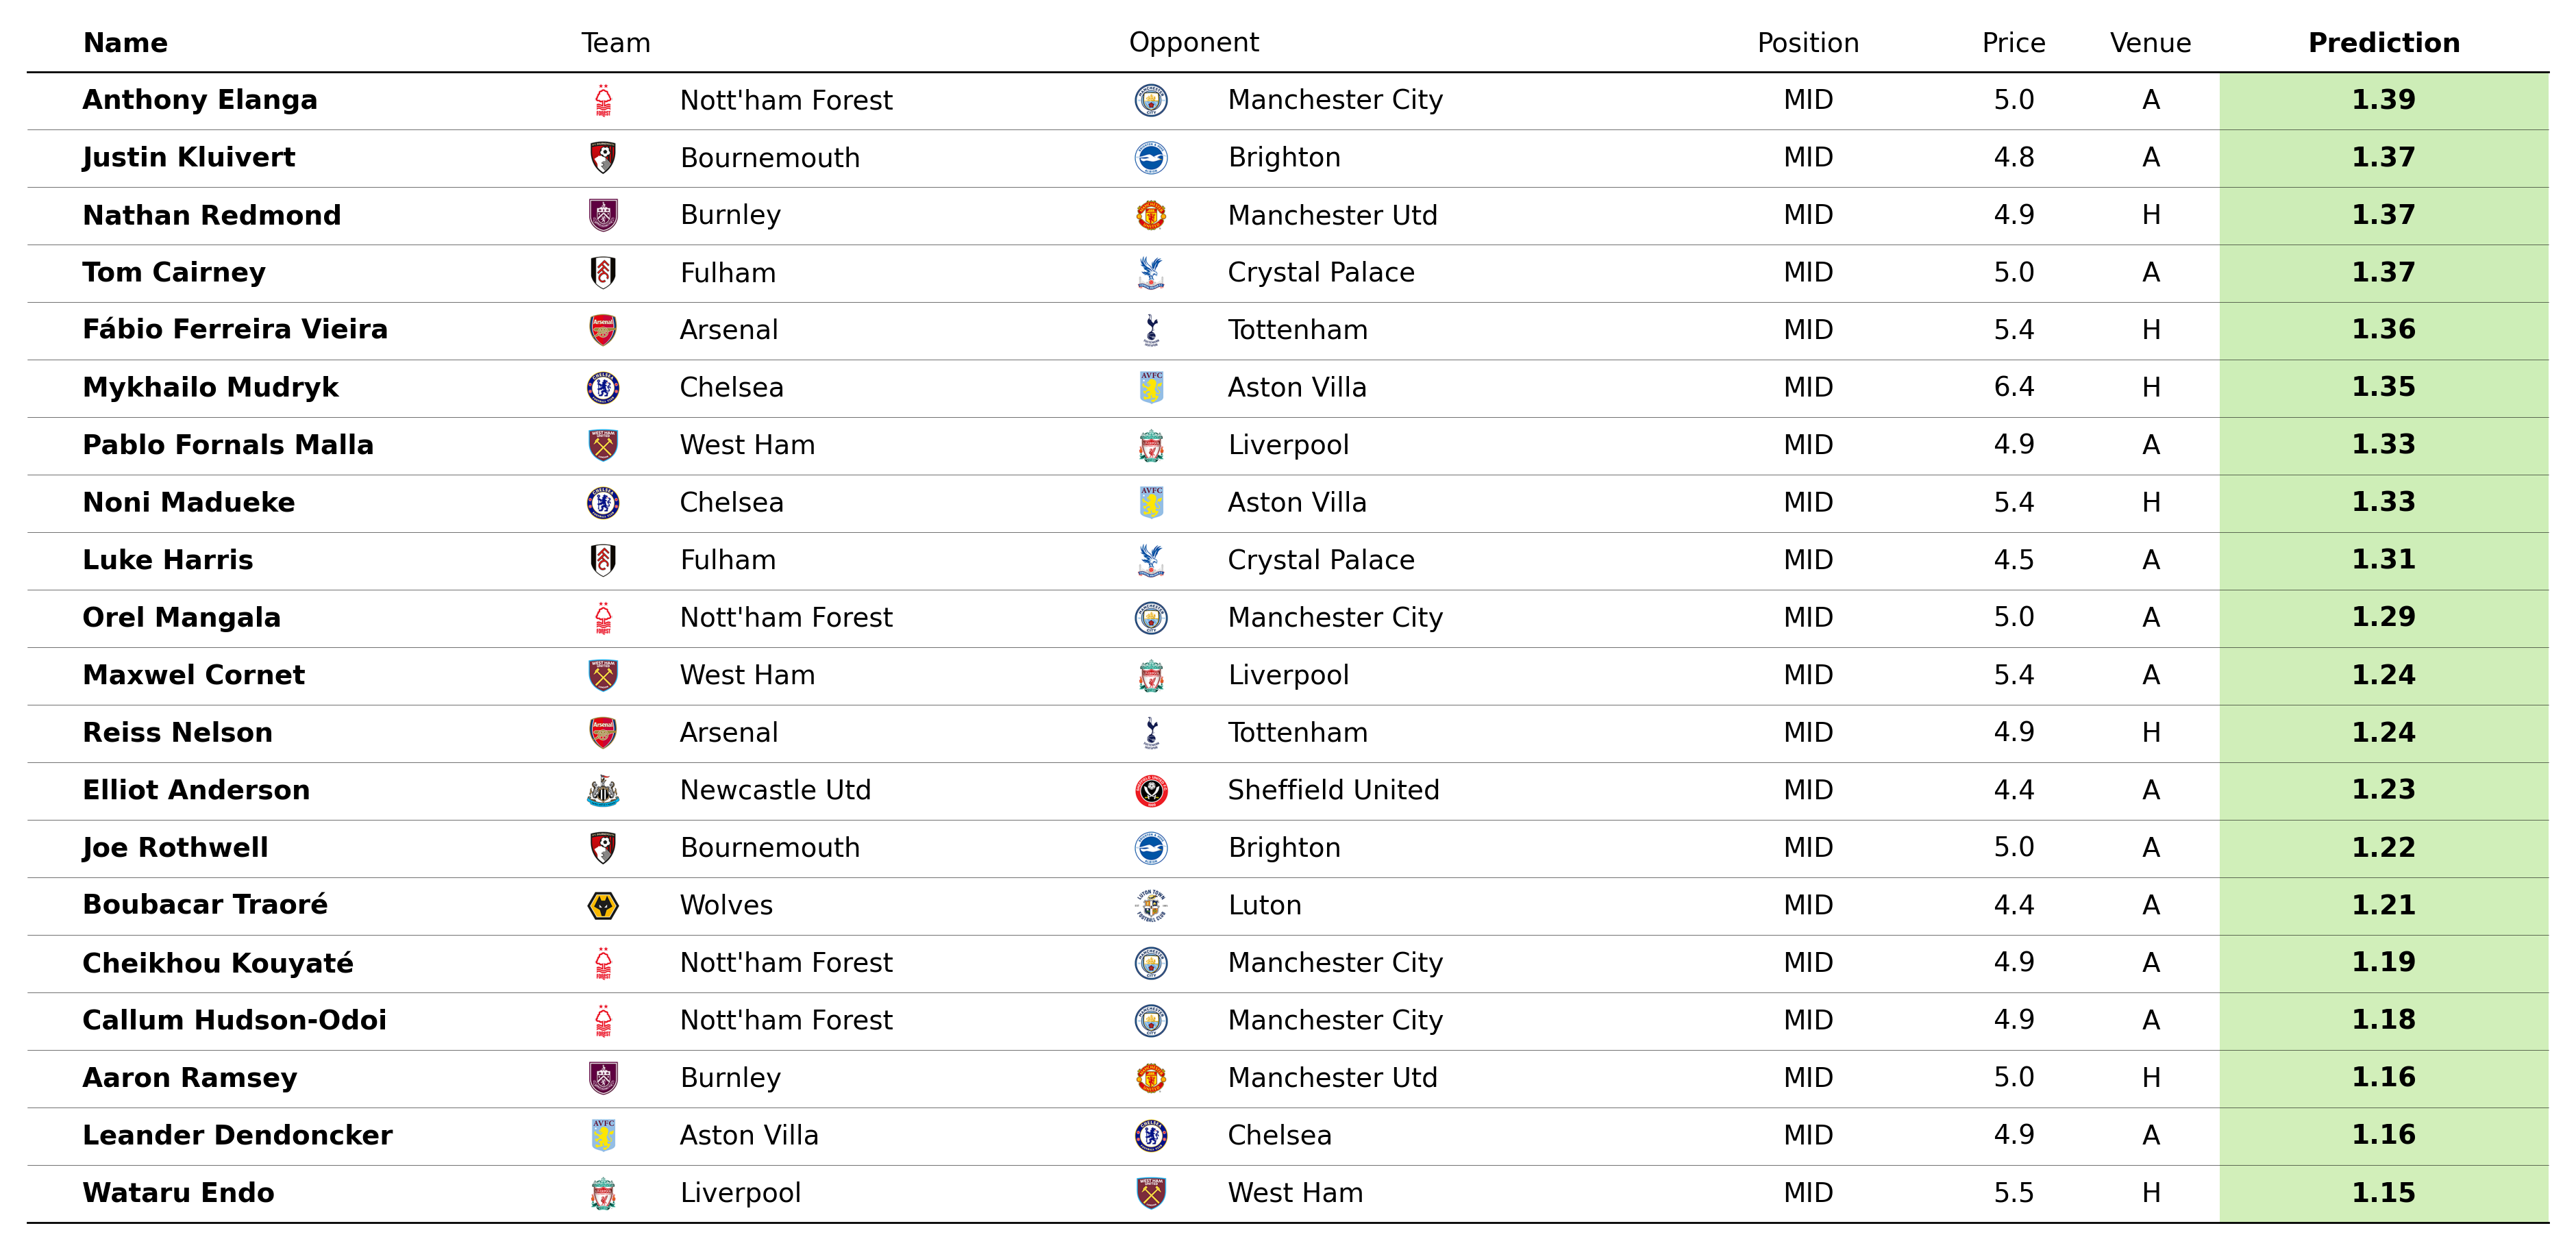 Name Team Opponent Position Price Venue Prediction
Anthony Elanga Nott'ham Forest Manchester City MID 5.0 A 1.39
Justin Kluivert Bournemouth Brighton MID 4.8 A 1.37
Nathan Redmond Burnley Manchester Utd MID 4.9 H 1.37
Tom Cairney Fulham Crystal Palace MID 5.0 A 1.37
Fábio Ferreira Vieira Arsenal Tottenham MID 5.4 H 1.36
Mykhailo Mudryk Chelsea Aston Villa MID 6.4 H 1.35
Pablo Fornals Malla West Ham Liverpool MID 4.9 A 1.33
Noni Madueke Chelsea Aston Villa MID 5.4 H 1.33
Luke Harris Fulham Crystal Palace MID 4.5 A 1.31
Orel Mangala Nott'ham Forest Manchester City MID 5.0 A 1.29
Maxwel Cornet West Ham Liverpool MID 5.4 A 1.24
Reiss Nelson Arsenal Tottenham MID 4.9 H 1.24
Elliot Anderson Newcastle Utd Sheffield United MID 4.4 A 1.23
Joe Rothwell Bournemouth Brighton MID 5.0 A 1.22
Boubacar Traoré Wolves Luton MID 4.4 A 1.21
Cheikhou Kouyaté Nott'ham Forest Manchester City MID 4.9 A 1.19
Callum Hudson-Odoi Nott'ham Forest Manchester City MID 4.9 A 1.18
Aaron Ramsey Burnley Manchester Utd MID 5.0 H 1.16
Leander Dendoncker Aston Villa Chelsea MID 4.9 A 1.16
Wataru Endo Liverpool West Ham MID 5.5 H 1.15